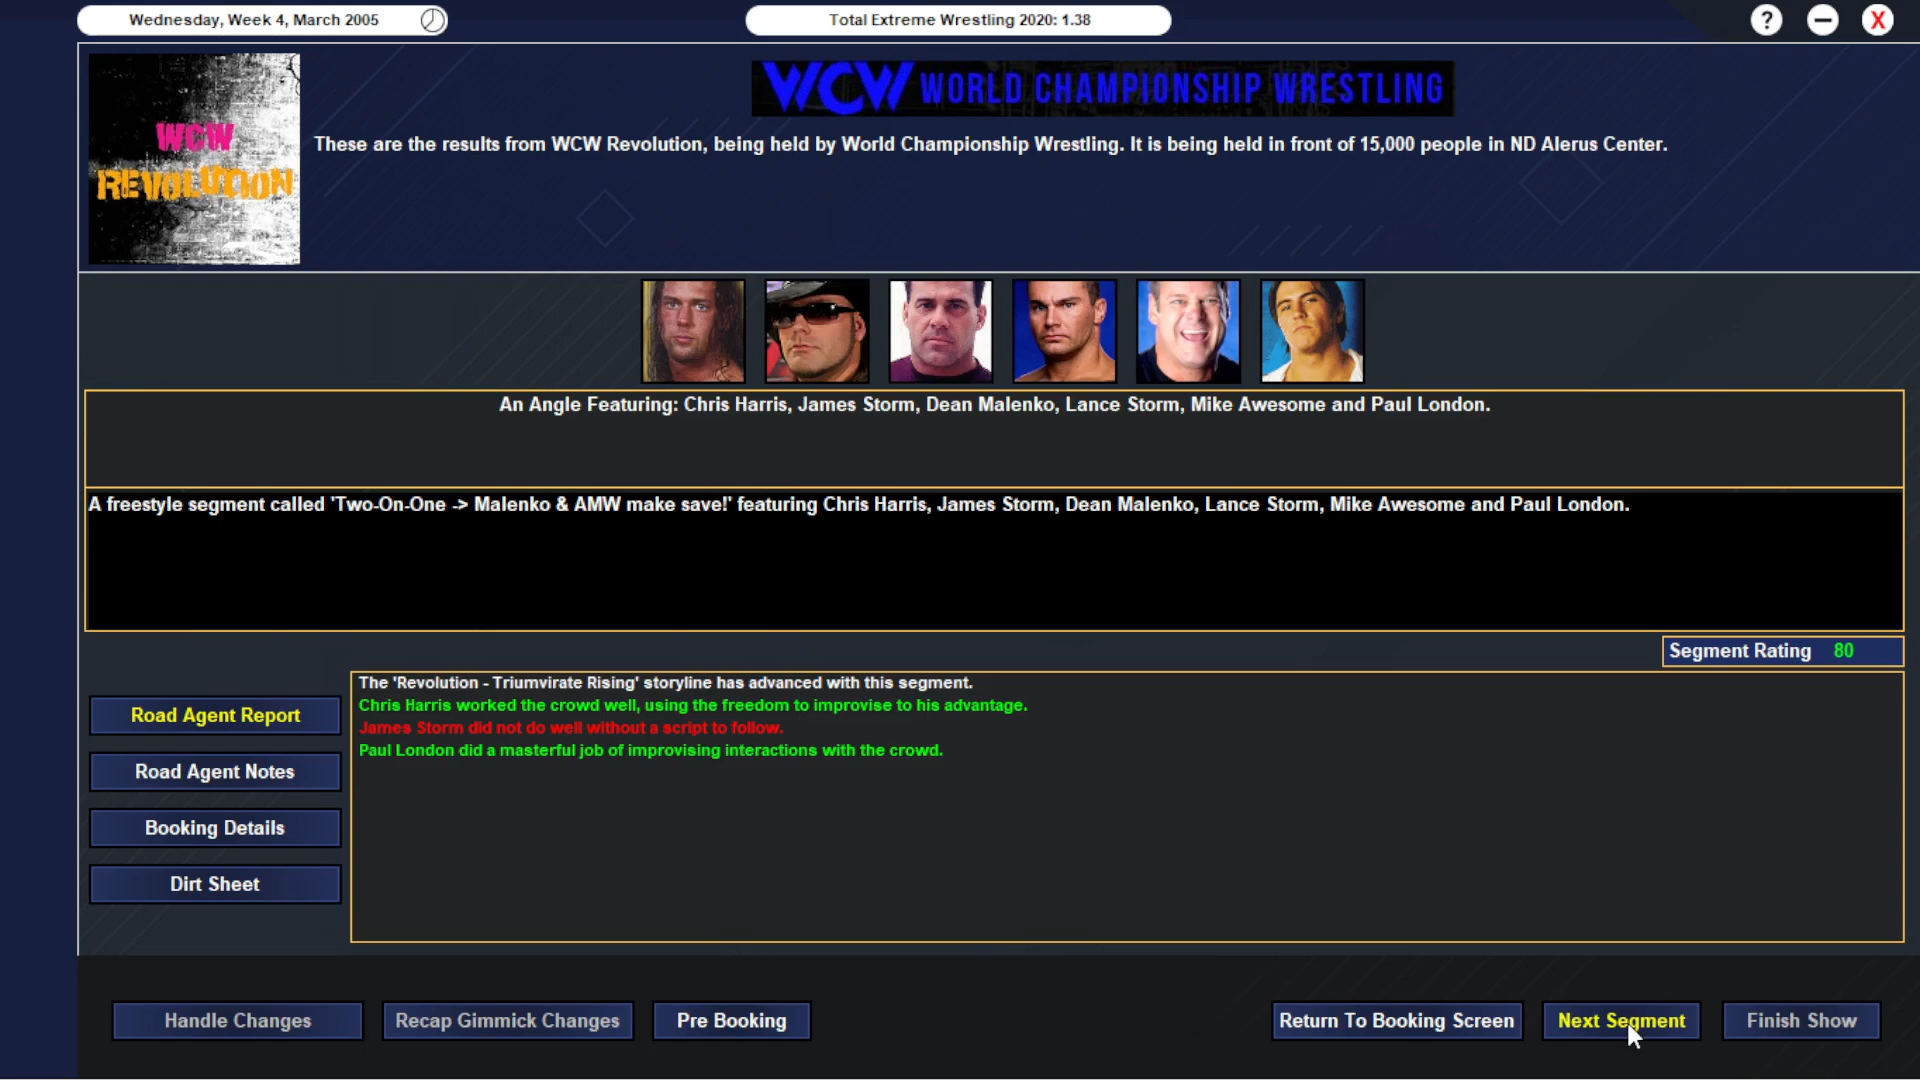 Wednesday, Week 4, March 2005
Total Extreme Wrestling 2020: 1.38
?
X
WCW WORLD CHAMPIONSHIP WRESTLING
WCW
REVOLUTION
These are the results from WCW Revolution, being held by World Championship Wrestling. It is being held in front of 15,000 people in ND Alerus Center.
An Angle Featuring: Chris Harris, James Storm, Dean Malenko, Lance Storm, Mike Awesome and Paul London.
A freestyle segment called 'Two-On-One -> Malenko & AMW make save!' featuring Chris Harris, James Storm, Dean Malenko, Lance Storm, Mike Awesome and Paul London.
Segment Rating 80
The 'Revolution - Triumvirate Rising' storyline has advanced with this segment.
Chris Harris worked the crowd well, using the freedom to improvise to his advantage.
James Storm did not do well without a script to follow.
Paul London did a masterful job of improvising interactions with the crowd.
Road Agent Report
Road Agent Notes
Booking Details
Dirt Sheet
Handle Changes
Recap Gimmick Changes
Pre Booking
Return To Booking Screen
Next Segment
Finish Show